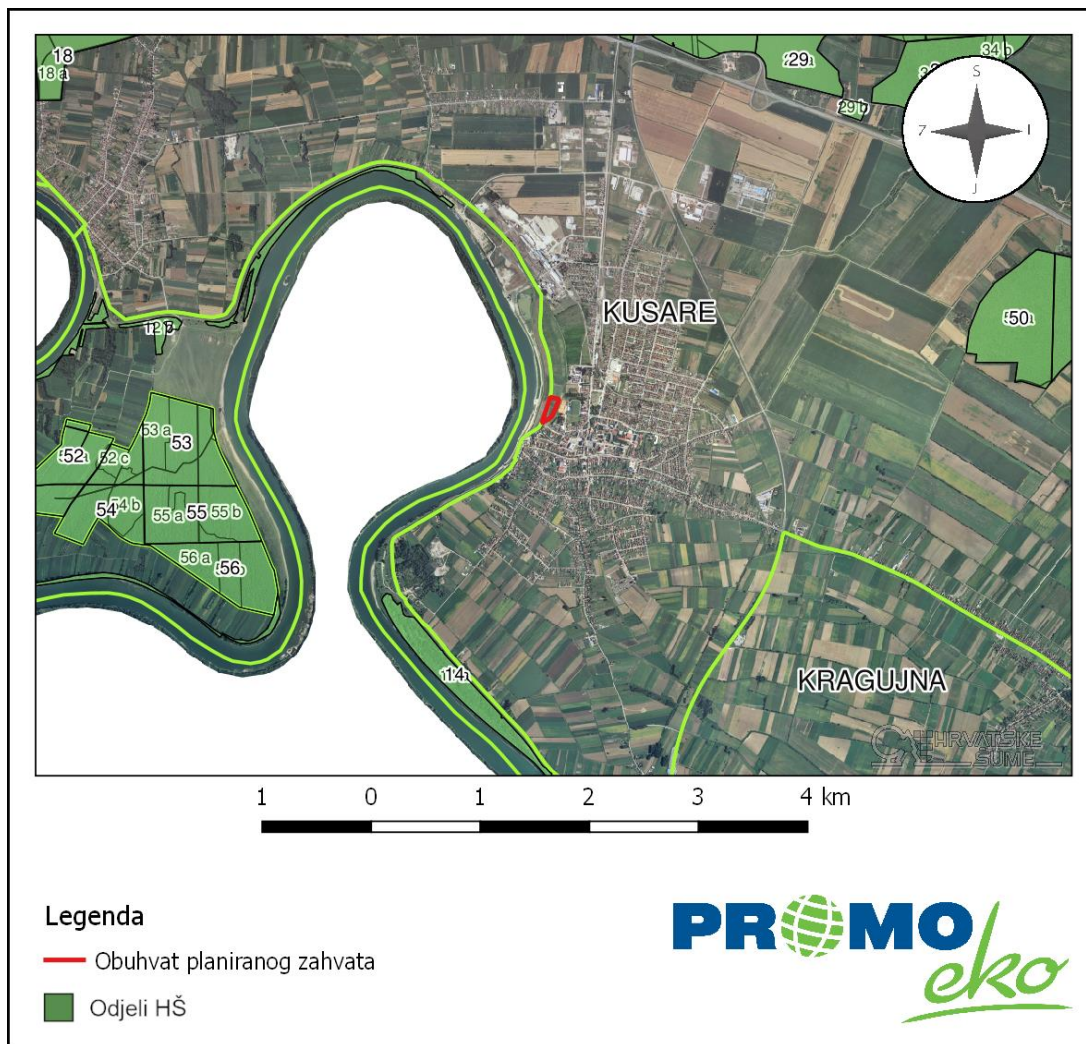 18
18 a
29
34 b
29 b
S
Z
I
J
50
KUSARE
53 a
53
52
52 c
54
54 b
55 a
55
55 b
56 a
56
14
KRAGUJNA
HRVATSKE
ŠUME
1 0 1 2 3 4 km
Legenda
Obuhvat planiranog zahvata
Odjeli HŠ
PROMO
eko